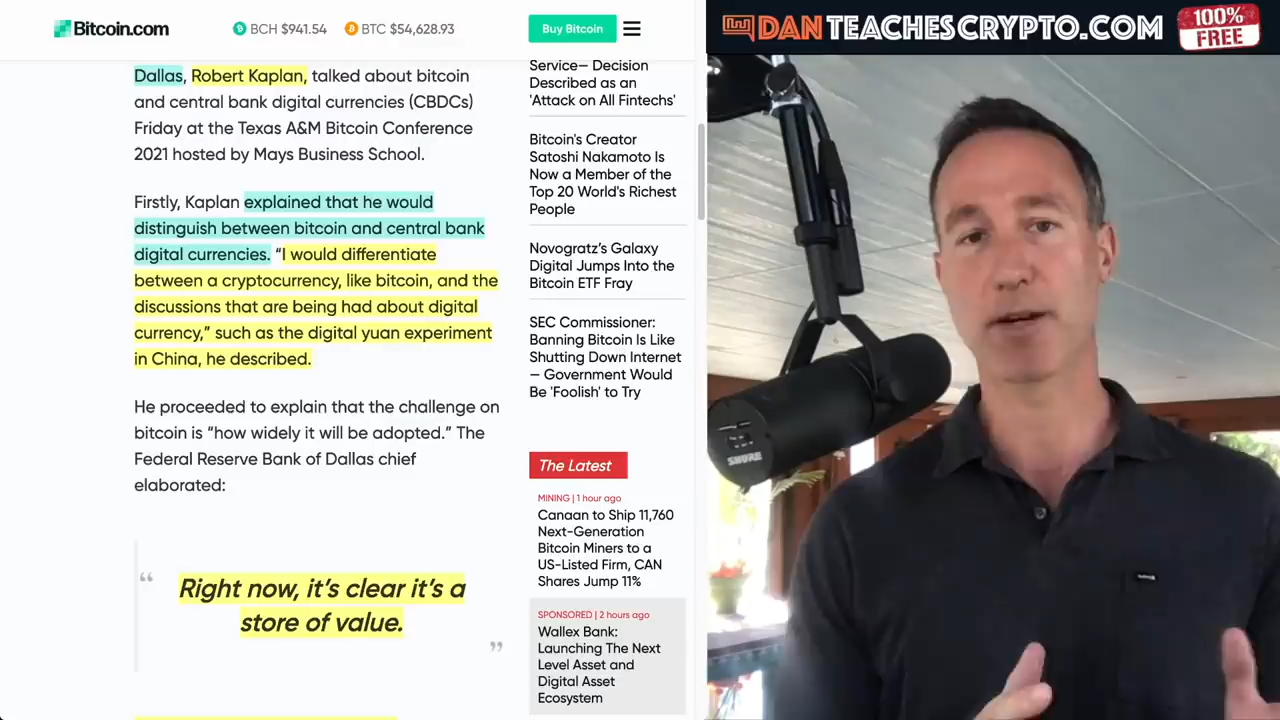 Bitcoin.com
BCH $941.54
BTC $54,628.93
Buy Bitcoin
DANTEACHESCRYPTO.COM
100%
FREE
Dallas, Robert Kaplan, talked about bitcoin
and central bank digital currencies (CBDCs)
Friday at the Texas A&M Bitcoin Conference
2021 hosted by Mays Business School.
Firstly, Kaplan explained that he would
distinguish between bitcoin and central bank
digital currencies. “I would differentiate
between a cryptocurrency, like bitcoin, and the
discussions that are being had about digital
currency,” such as the digital yuan experiment
in China, he described.
He proceeded to explain that the challenge on
bitcoin is “how widely it will be adopted.” The
Federal Reserve Bank of Dallas chief
elaborated:
“
Right now, it’s clear it’s a
store of value.
”
Service— Decision
Described as an
'Attack on All Fintechs'
Bitcoin's Creator
Satoshi Nakamoto Is
Now a Member of the
Top 20 World's Richest
People
Novogratz’s Galaxy
Digital Jumps Into the
Bitcoin ETF Fray
SEC Commissioner:
Banning Bitcoin Is Like
Shutting Down Internet
— Government Would
Be 'Foolish' to Try
The Latest
MINING | 1 hour ago
Canaan to Ship 11,760
Next-Generation
Bitcoin Miners to a
US-Listed Firm, CAN
Shares Jump 11%
SPONSORED | 2 hours ago
Wallex Bank:
Launching The Next
Level Asset and
Digital Asset
Ecosystem
SHURE